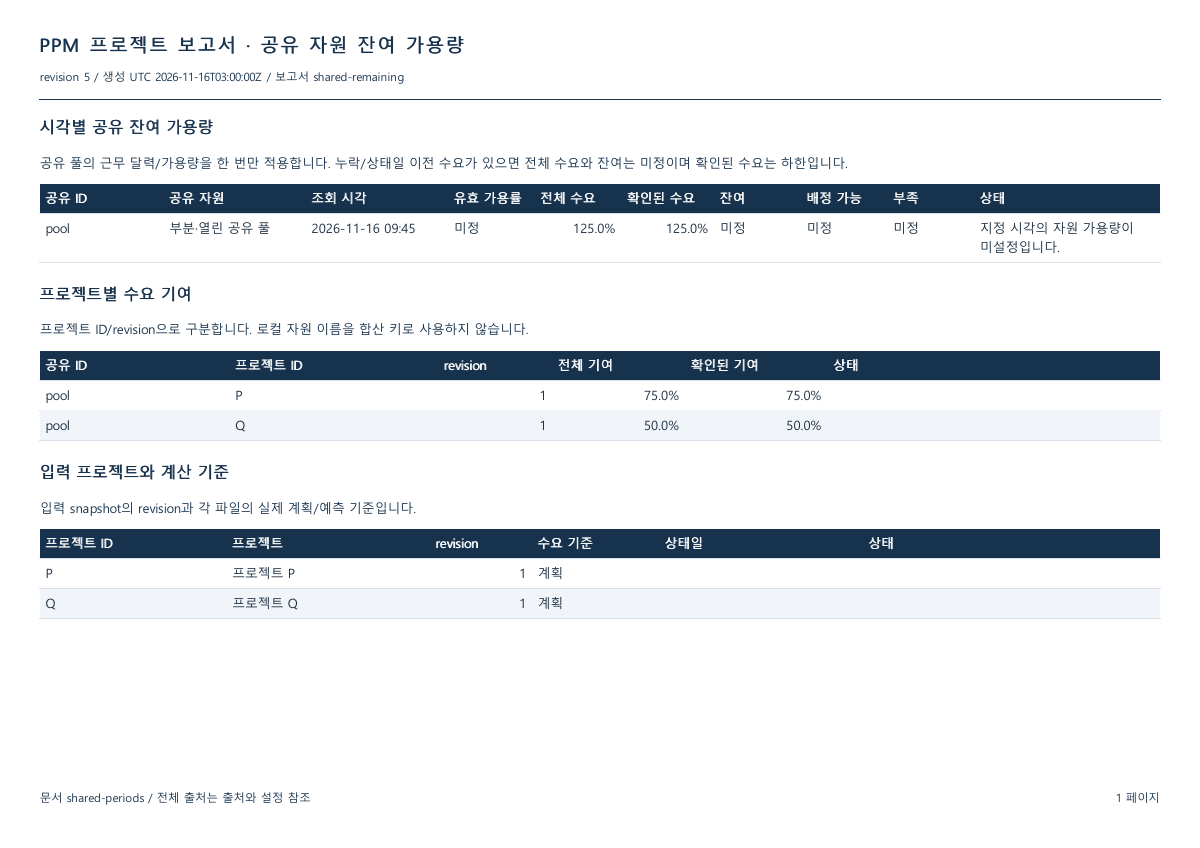 PPM 프로젝트 보고서 · 공유 자원 잔여 가용량
revision 5 / 생성 UTC 2026-11-16T03:00:00Z / 보고서 shared-remaining
시각별 공유 잔여 가용량
공유 풀의 근무 달력/가용량을 한 번만 적용합니다. 누락/상태일 이전 수요가 있으면 전체 수요와 잔여는 미정이며 확인된 수요는 하한입니다.
공유 ID 공유 자원 조회 시각 유효 가용률 전체 수요 확인된 수요 잔여 배정 가능 부족 상태
pool 부분·열린 공유 풀 2026-11-16 09:45 미정 125.0% 125.0% 미정 미정 미정 지정 시각의 자원 가용량이
미설정입니다.
프로젝트별 수요 기여
프로젝트 ID/revision으로 구분합니다. 로컬 자원 이름을 합산 키로 사용하지 않습니다.
공유 ID 프로젝트 ID revision 전체 기여 확인된 기여 상태
pool P 1 75.0% 75.0%
pool Q 1 50.0% 50.0%
입력 프로젝트와 계산 기준
입력 snapshot의 revision과 각 파일의 실제 계획/예측 기준입니다.
프로젝트 ID 프로젝트 revision 수요 기준 상태일 상태
P 프로젝트 P 1 계획
Q 프로젝트 Q 1 계획
문서 shared-periods / 전체 출처는 출처와 설정 참조 1 페이지